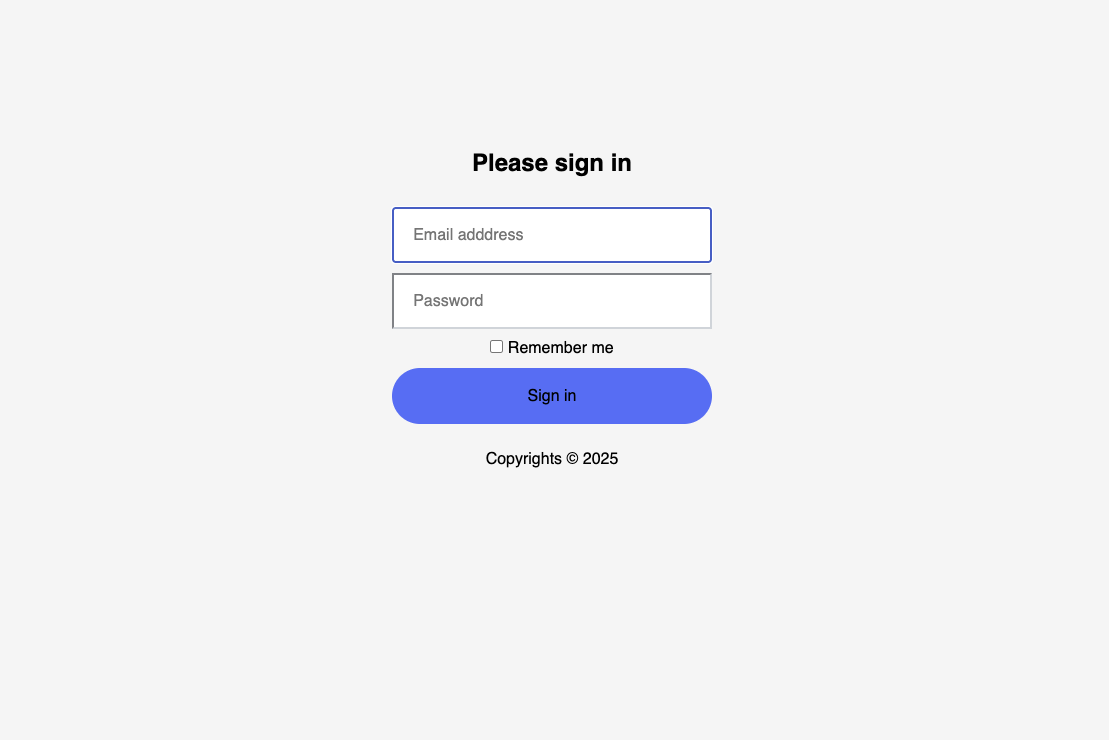 Please sign in
Email adddress
Password
Remember me
Sign in
Copyrights © 2025